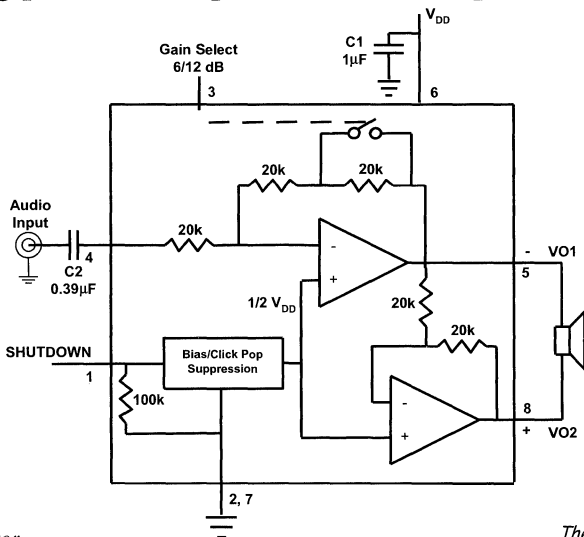 V_DD
C1
1µF
Gain Select
6/12 dB
3
6
20k
20k
Audio
Input
20k
4
C2
0.39µF
-
+
- VO1
5
1/2 V_DD
20k
20k
SHUTDOWN
1
Bias/Click Pop
Suppression
100k
-
+
8
+ VO2
2, 7
The